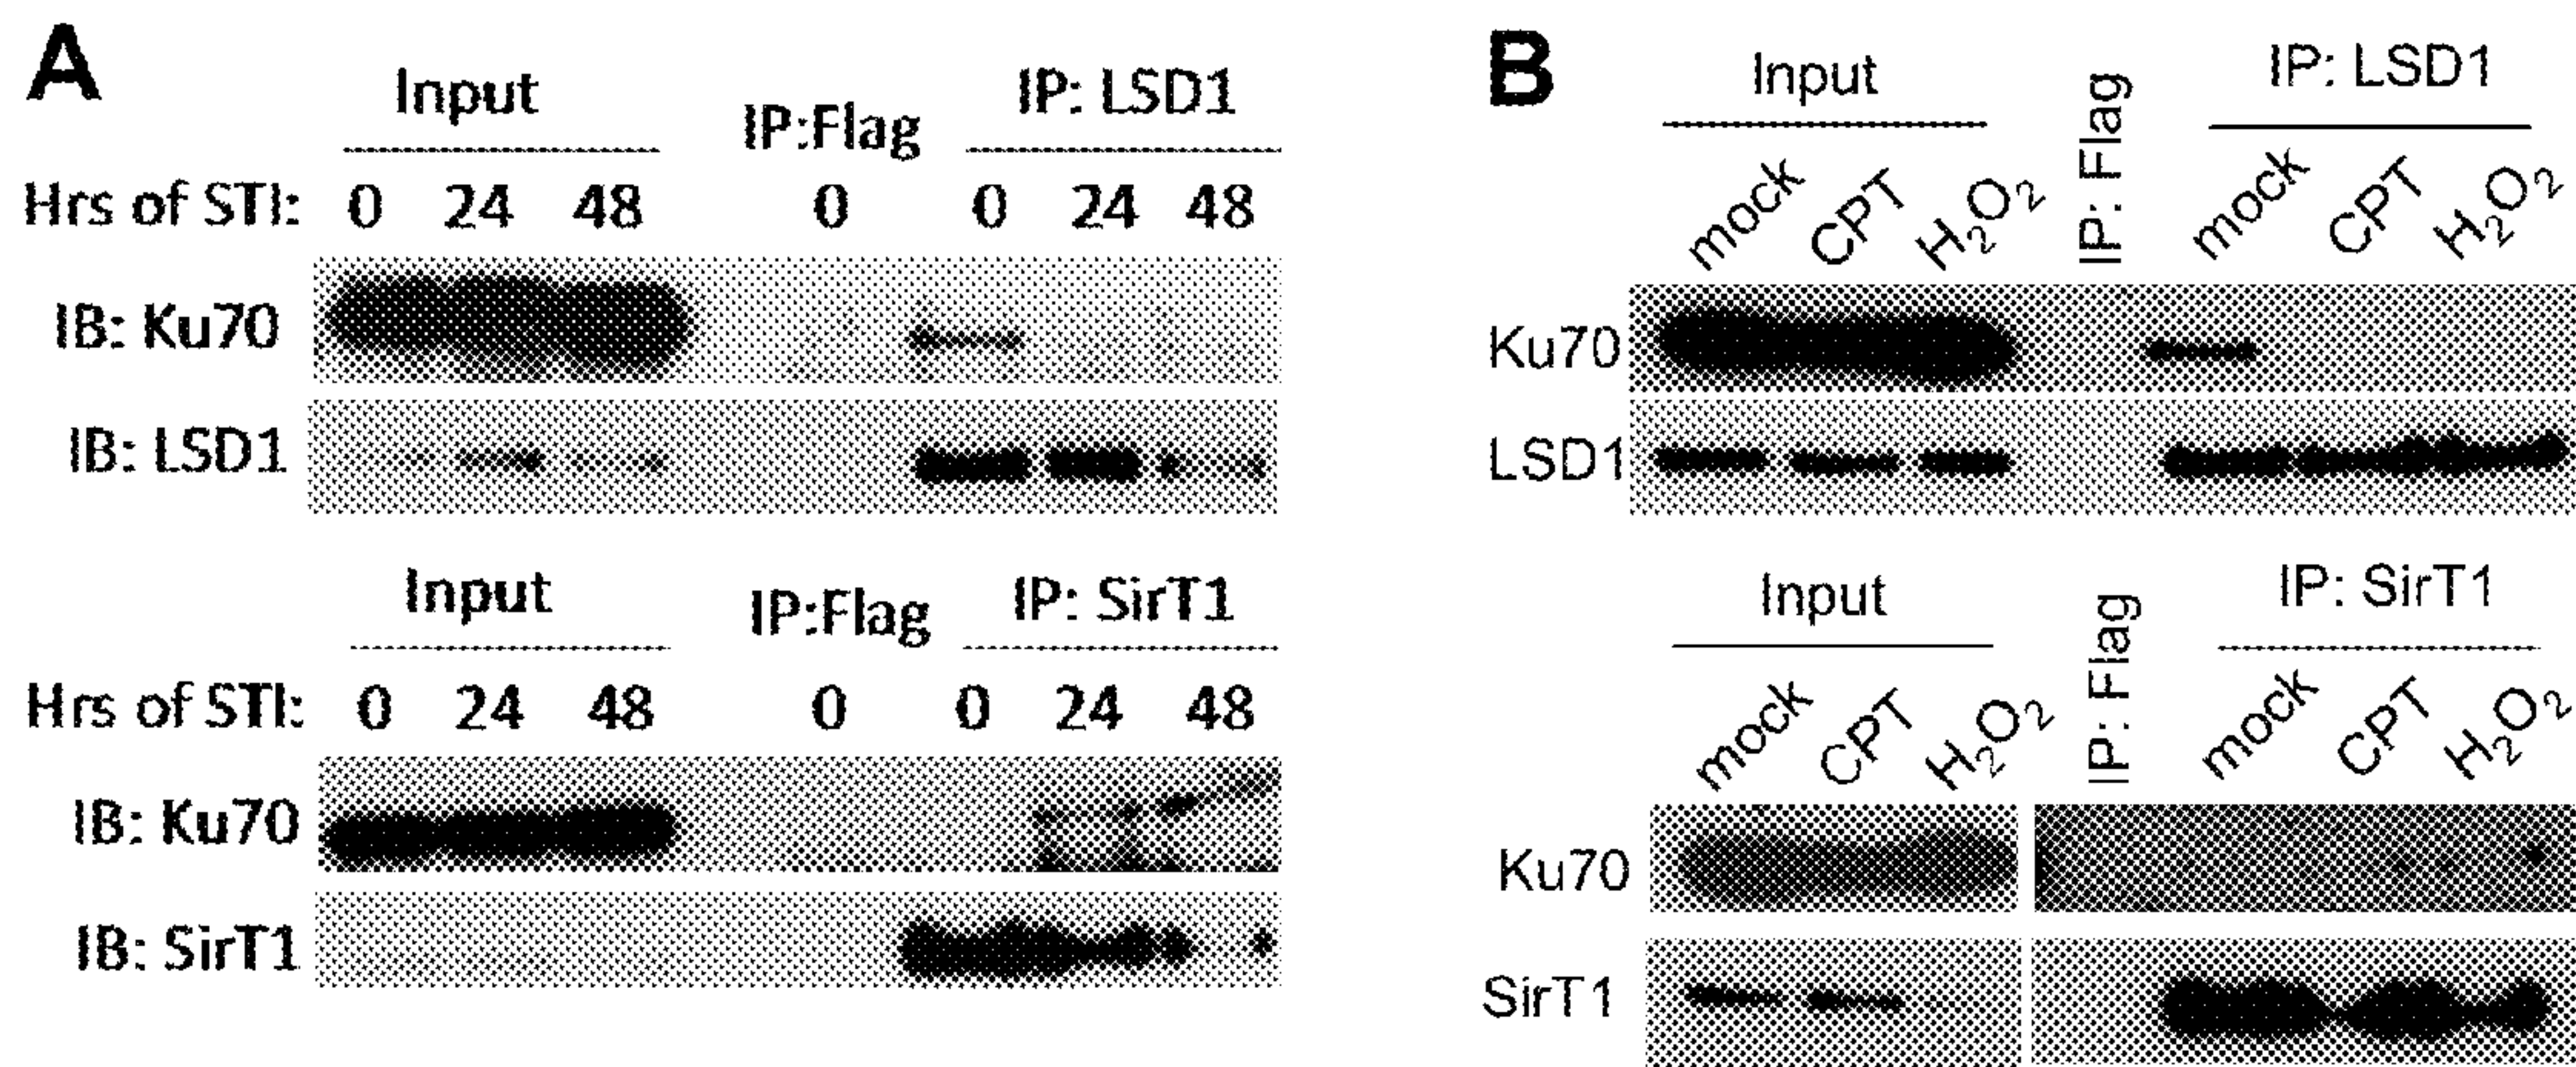 A
Input
IP:Flag
IP: LSD1
Hrs of STI: 0 24 48 0 0 24 48
IB: Ku70
IB: LSD1
Input
IP:Flag
IP: SirT1
Hrs of STI: 0 24 48 0 0 24 48
IB: Ku70
IB: SirT1
B
Input
IP: Flag
IP: LSD1
mock CPT H₂O₂ mock CPT H₂O₂
Ku70
LSD1
Input
IP: Flag
IP: SirT1
mock CPT H₂O₂ mock CPT H₂O₂
Ku70
SirT1